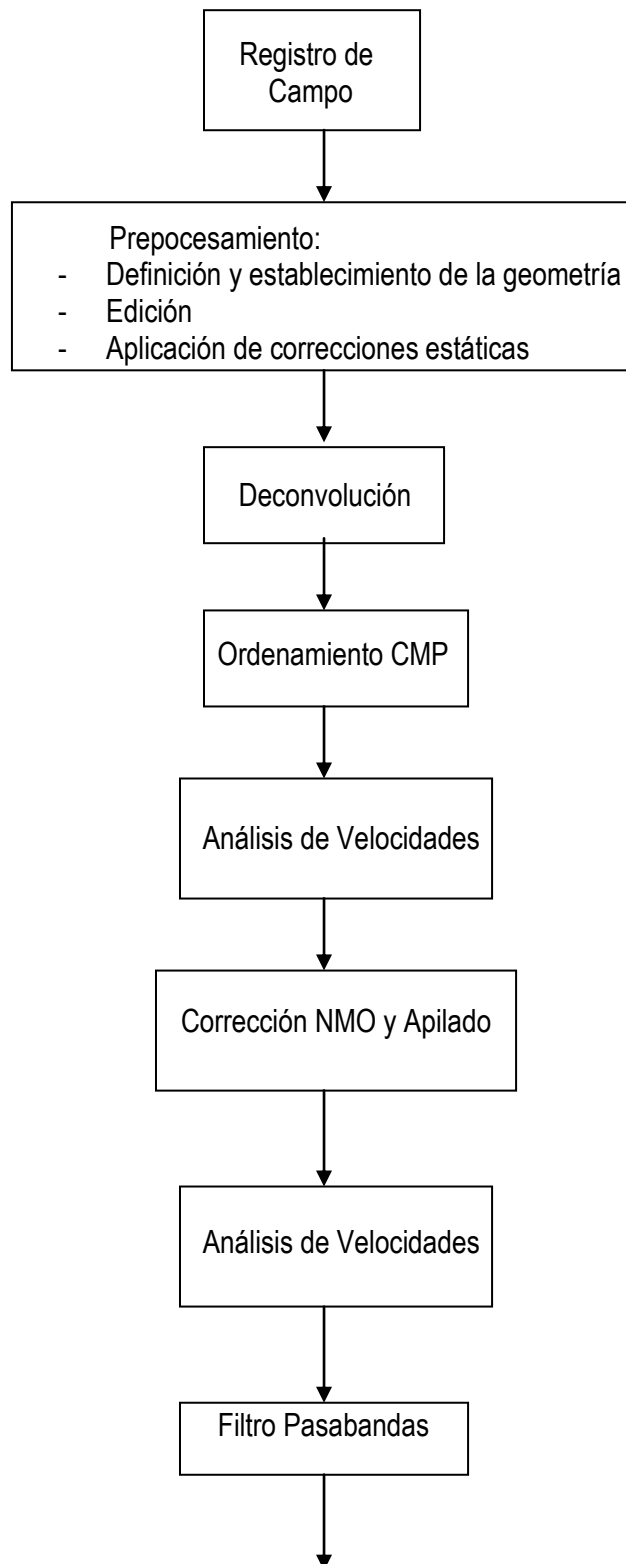 Registro de
Campo
Prepocesamiento:
- Definición y establecimiento de la geometría
- Edición
- Aplicación de correcciones estáticas
Deconvolución
Ordenamiento CMP
Análisis de Velocidades
Corrección NMO y Apilado
Análisis de Velocidades
Filtro Pasabandas